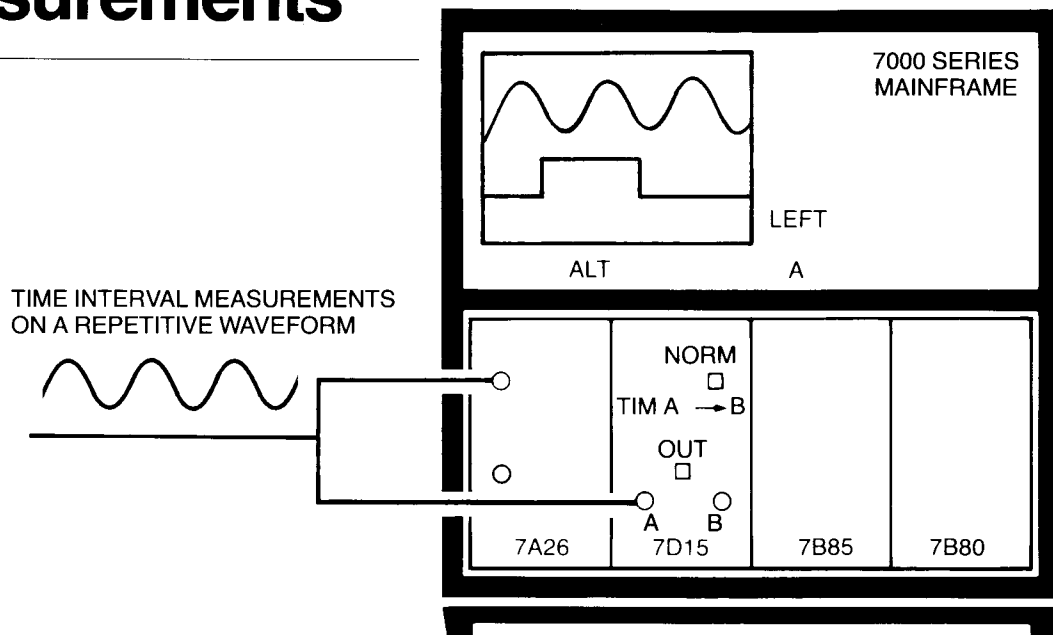 surements
7000 SERIES
MAINFRAME
LEFT
ALT A
TIME INTERVAL MEASUREMENTS
ON A REPETITIVE WAVEFORM
NORM
TIM A → B
OUT
A B
7A26 7D15 7B85 7B80